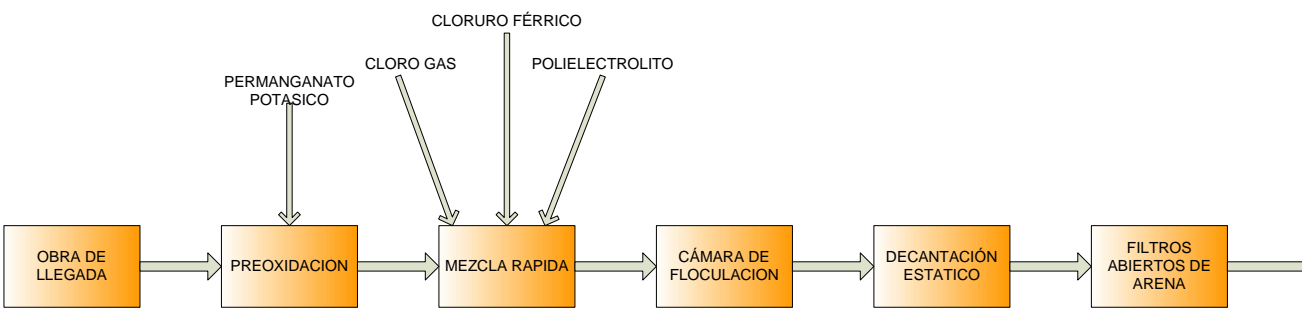 CLORURO FÉRRICO
CLORO GAS
POLIELECTROLITO
PERMANGANATO
POTASICO
OBRA DE
LLEGADA
PREOXIDACION
MEZCLA RAPIDA
CÁMARA DE
FLOCULACION
DECANTACIÓN
ESTATICO
FILTROS
ABIERTOS DE
ARENA